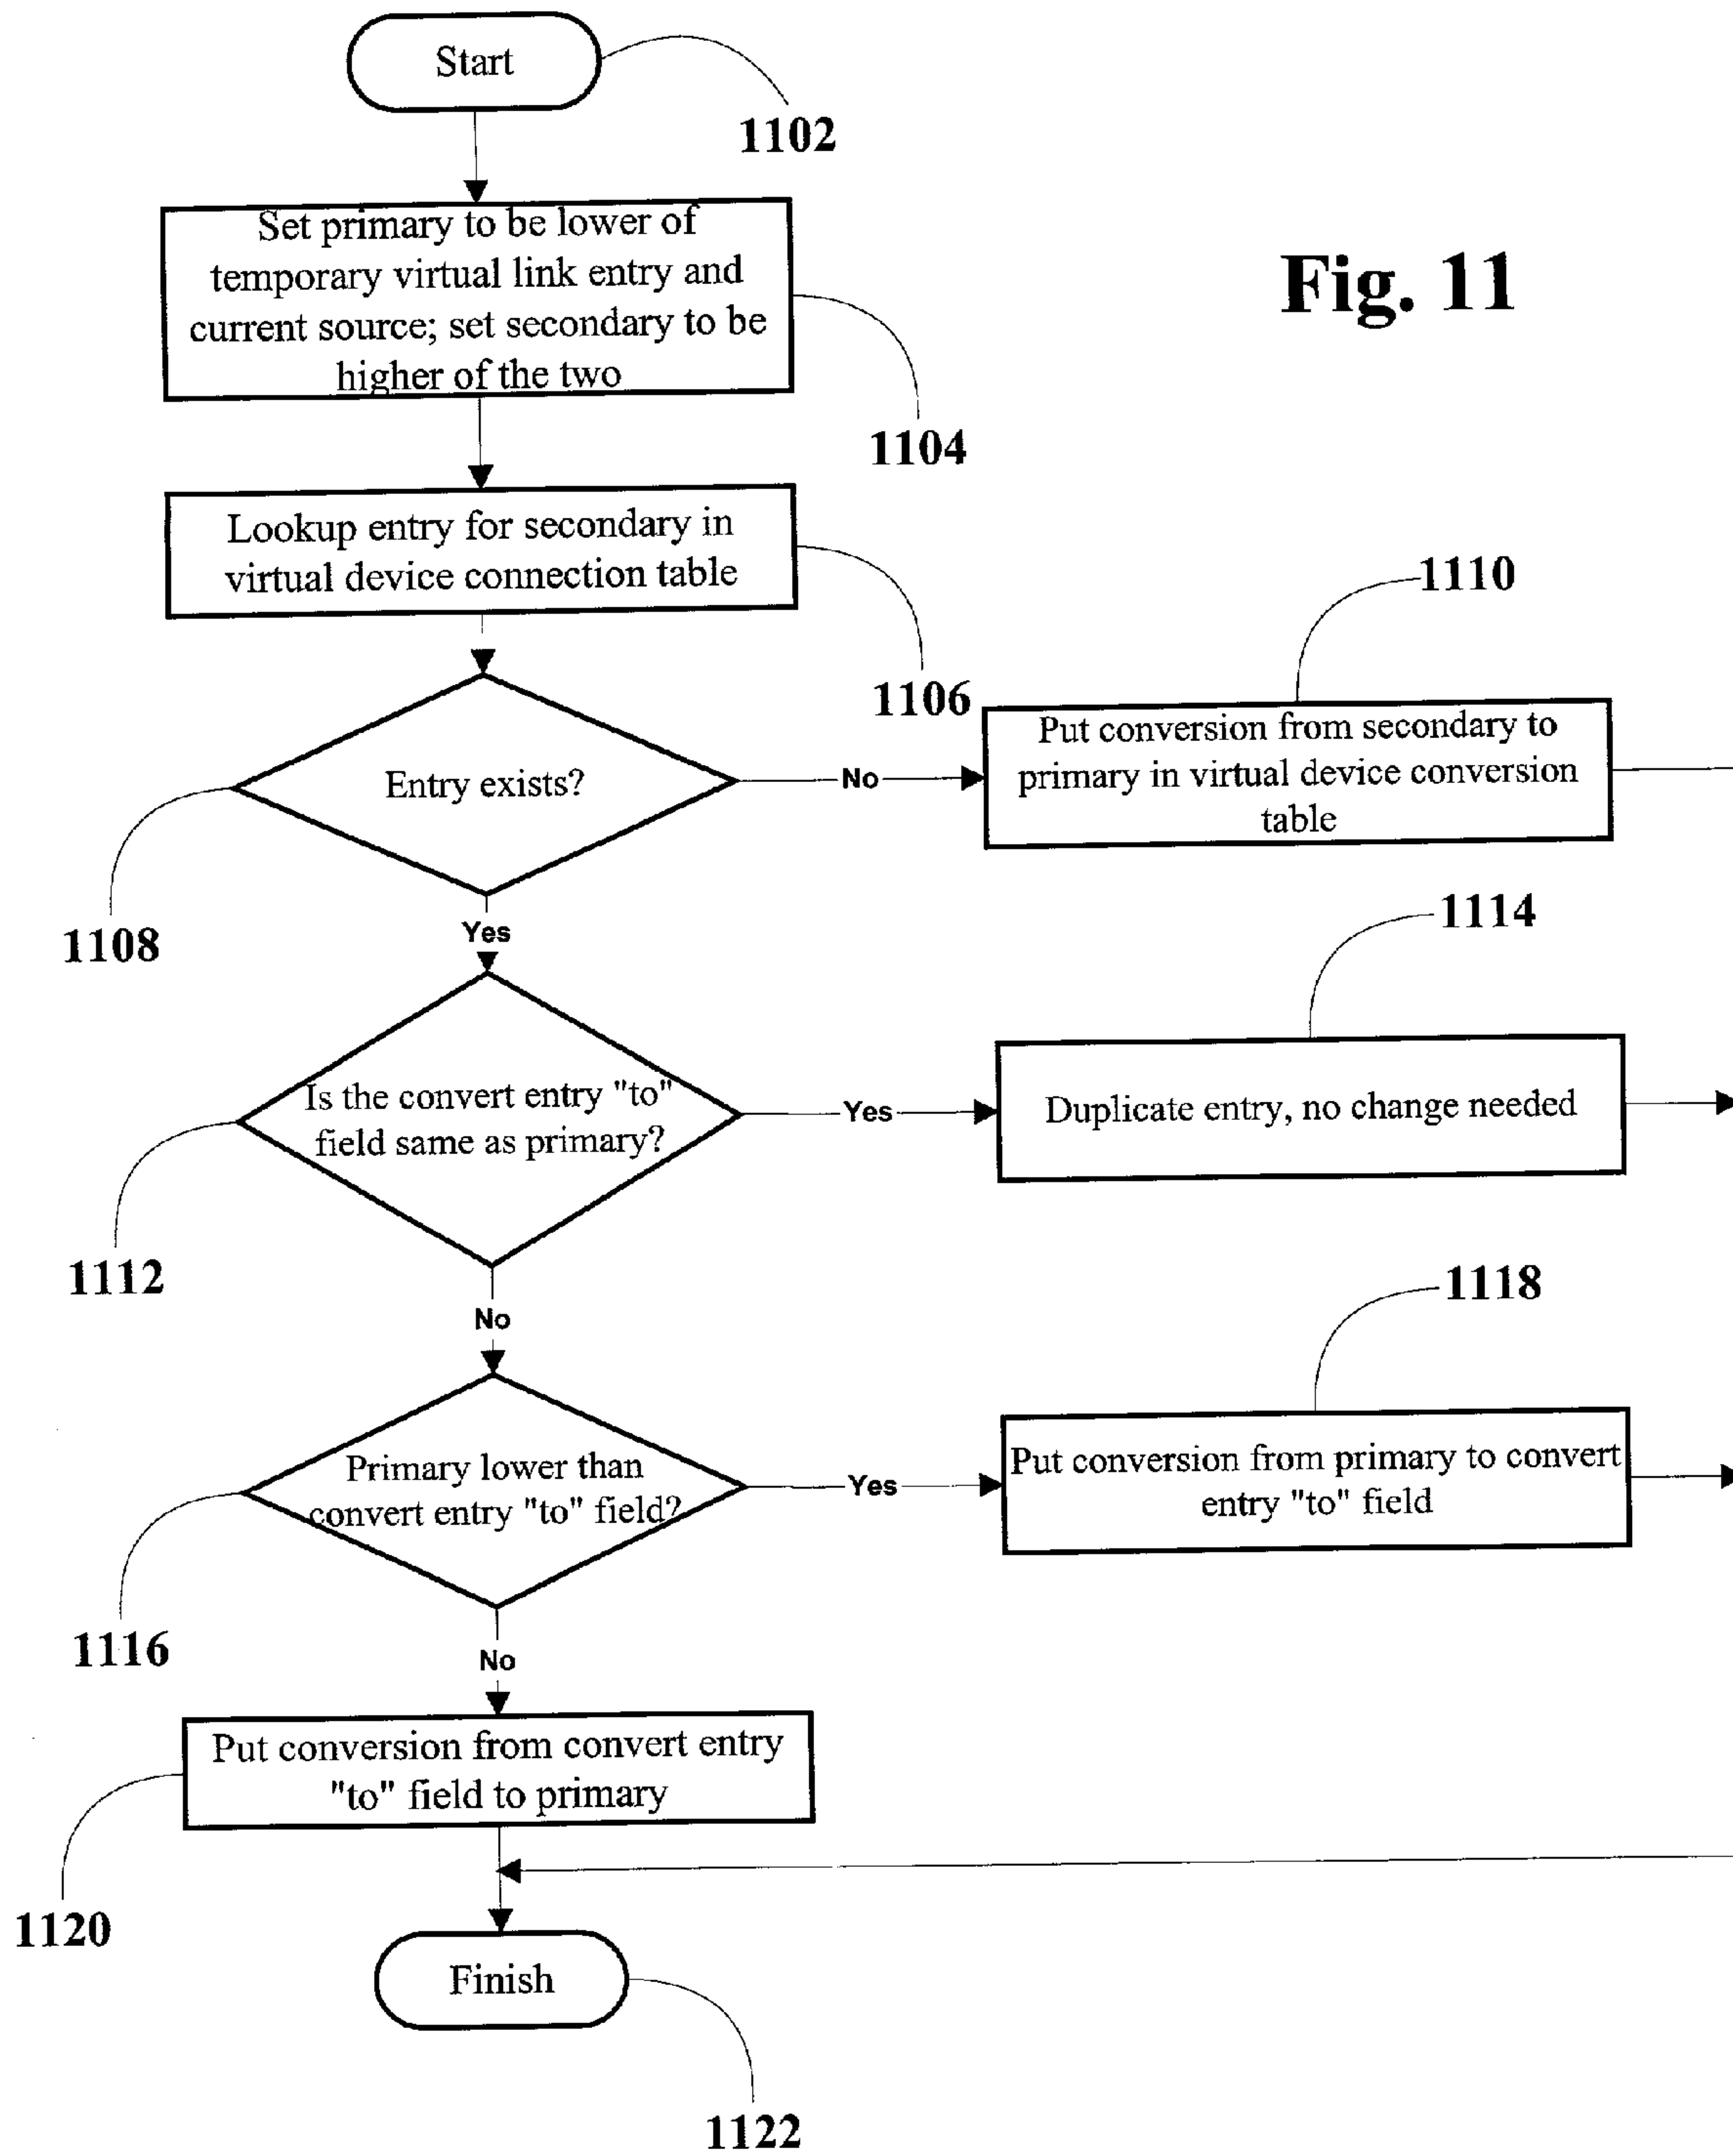 Start
1102
Set primary to be lower of
temporary virtual link entry and
current source; set secondary to be
higher of the two
1104
Fig. 11
Lookup entry for secondary in
virtual device connection table
1106
Entry exists?
1108
No
Put conversion from secondary to
primary in virtual device conversion
table
1110
Yes
Is the convert entry "to"
field same as primary?
1112
Yes
Duplicate entry, no change needed
1114
No
Primary lower than
convert entry "to" field?
1116
Yes
Put conversion from primary to convert
entry "to" field
1118
No
Put conversion from convert entry
"to" field to primary
1120
Finish
1122